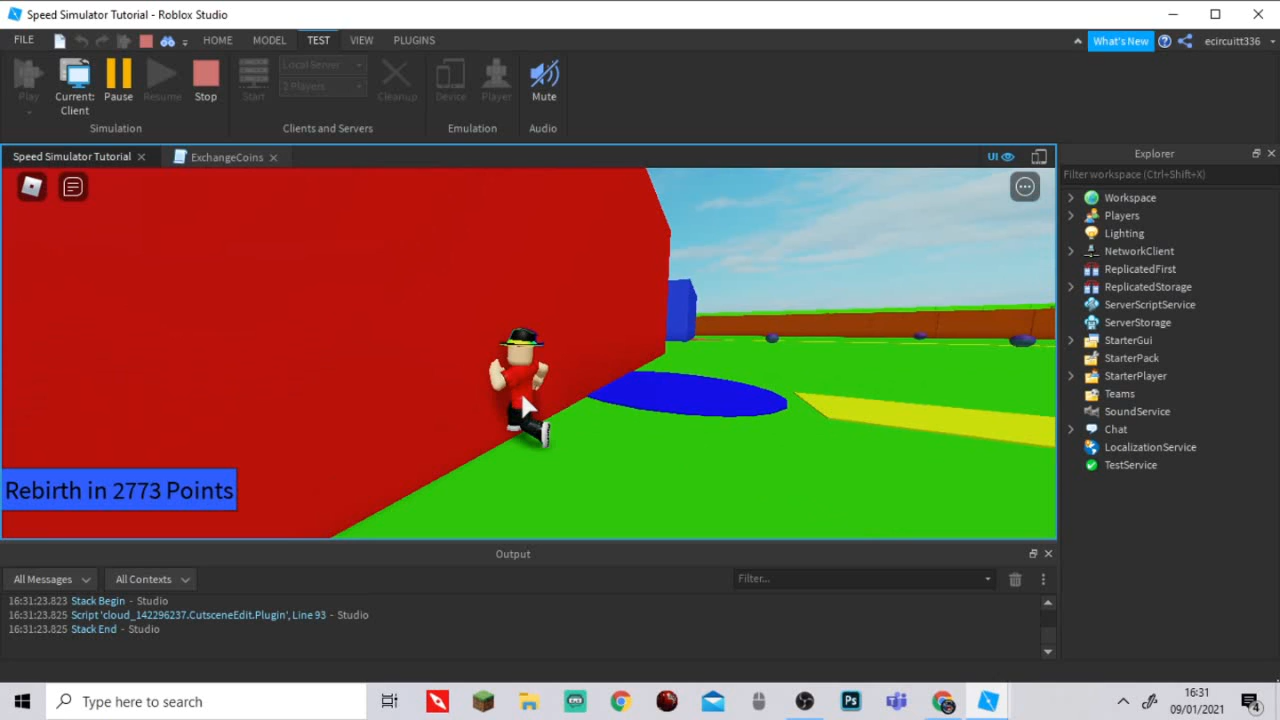 Speed Simulator Tutorial - Roblox Studio
FILE HOME MODEL TEST VIEW PLUGINS What's New ecircuitt336
Play Current: Client Pause Resume Stop Start Local Server 2 Players Cleanup Device Player Mute
Simulation Clients and Servers Emulation Audio
Speed Simulator Tutorial ExchangeCoins UI
Rebirth in 2773 Points
Explorer
Filter workspace (Ctrl+Shift+X)
Workspace
Players
Lighting
NetworkClient
ReplicatedFirst
ReplicatedStorage
ServerScriptService
ServerStorage
StarterGui
StarterPack
StarterPlayer
Teams
SoundService
Chat
LocalizationService
TestService
Output
All Messages All Contexts Filter...
16:31:23.823 Stack Begin - Studio
16:31:23.825 Script 'cloud_142296237.CutsceneEdit.Plugin', Line 93 - Studio
16:31:23.825 Stack End - Studio
Type here to search
Ps
16:31
09/01/2021
4